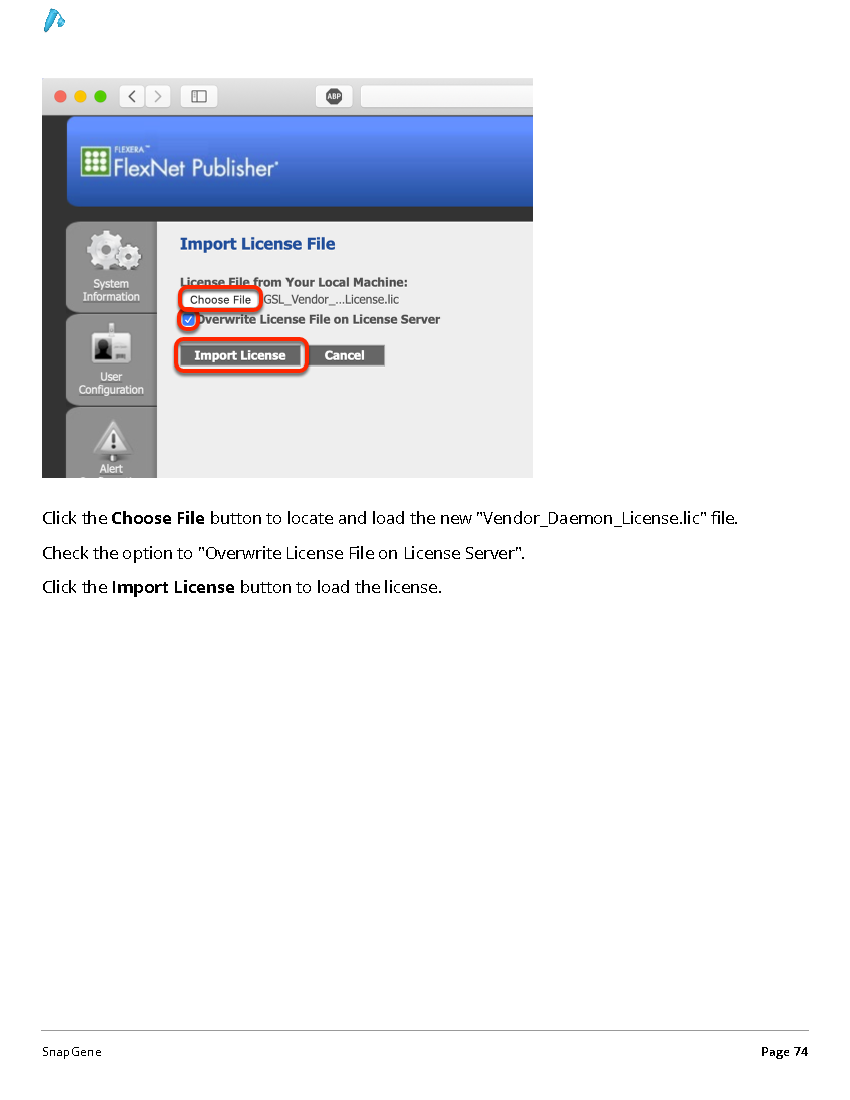 ABP
FLEXERA™
FlexNet Publisher®
Import License File
License File from Your Local Machine:
Choose File GSL_Vendor_...License.lic
Overwrite License File on License Server
Import License Cancel
System
Information
User
Configuration
Alert
Click the Choose File button to locate and load the new "Vendor_Daemon_License.lic" file.
Check the option to "Overwrite License File on License Server".
Click the Import License button to load the license.
SnapGene Page 74